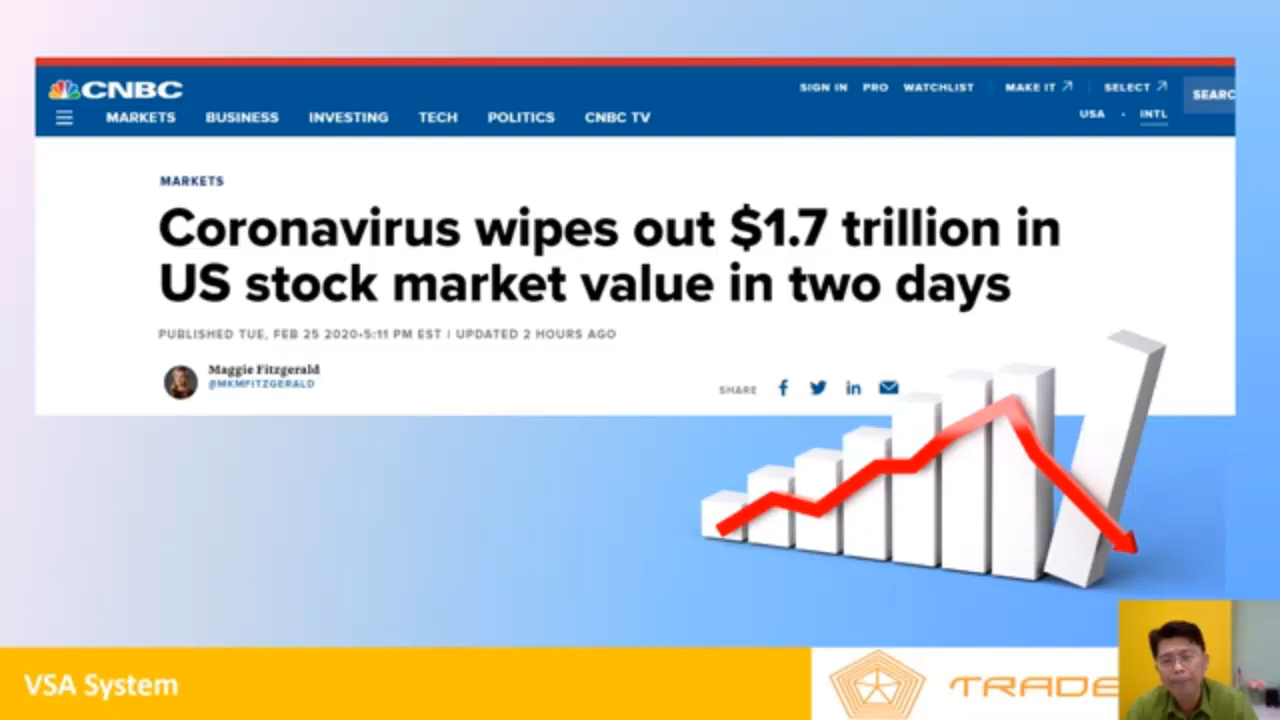 CNBC
SIGN IN PRO WATCHLIST MAKE IT SELECT
SEARC
MARKETS BUSINESS INVESTING TECH POLITICS CNBC TV
USA · INTL
MARKETS
Coronavirus wipes out $1.7 trillion in
US stock market value in two days
PUBLISHED TUE, FEB 25 2020•5:11 PM EST | UPDATED 2 HOURS AGO
Maggie Fitzgerald
@MKMFITZGERALD
SHARE
VSA System
TRADE